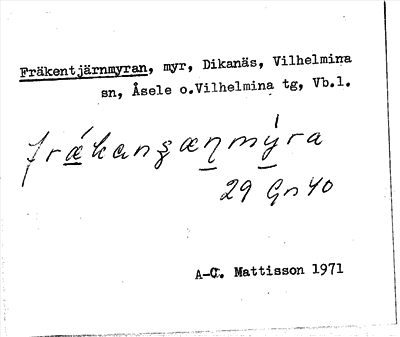 Fräkentjärnmyran, myr, Dikanäs, Vilhelmina
sn, Åsele o.Vilhelmina tg, Vb.l.
29 Gn 40
A-C. Mattisson 1971